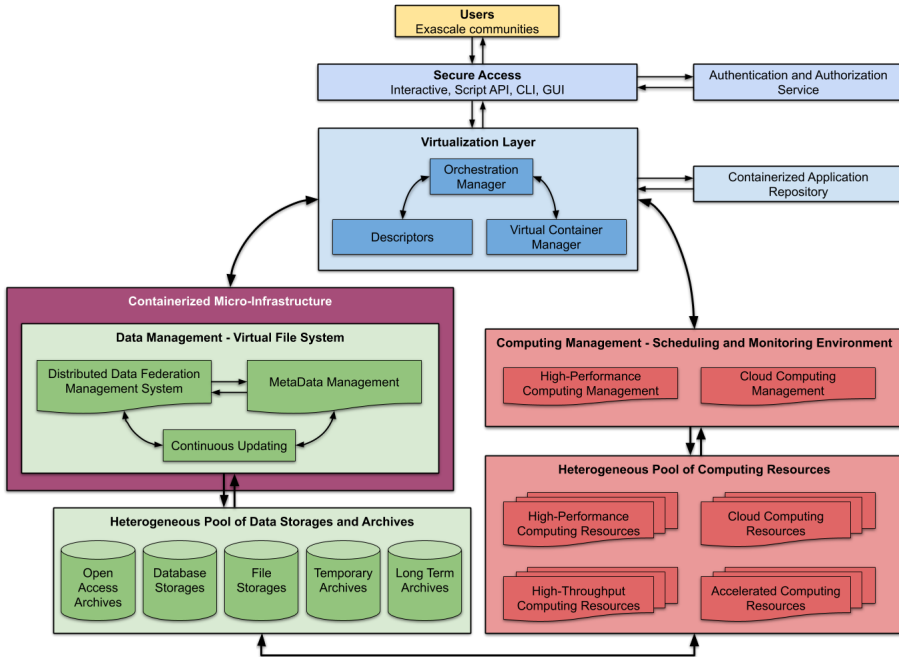 Users
Exascale communities
Secure Access
Interactive, Script API, CLI, GUI
Authentication and Authorization
Service
Virtualization Layer
Orchestration
Manager
Descriptors
Virtual Container
Manager
Containerized Application
Repository
Containerized Micro-Infrastructure
Data Management - Virtual File System
Distributed Data Federation
Management System
MetaData Management
Continuous Updating
Computing Management - Scheduling and Monitoring Environment
High-Performance
Computing Management
Cloud Computing
Management
Heterogeneous Pool of Data Storages and Archives
Open
Access
Archives
Database
Storages
File
Storages
Temporary
Archives
Long Term
Archives
Heterogeneous Pool of Computing Resources
High-Performance
Computing Resources
Cloud Computing
Resources
High-Throughput
Computing Resources
Accelerated Computing
Resources